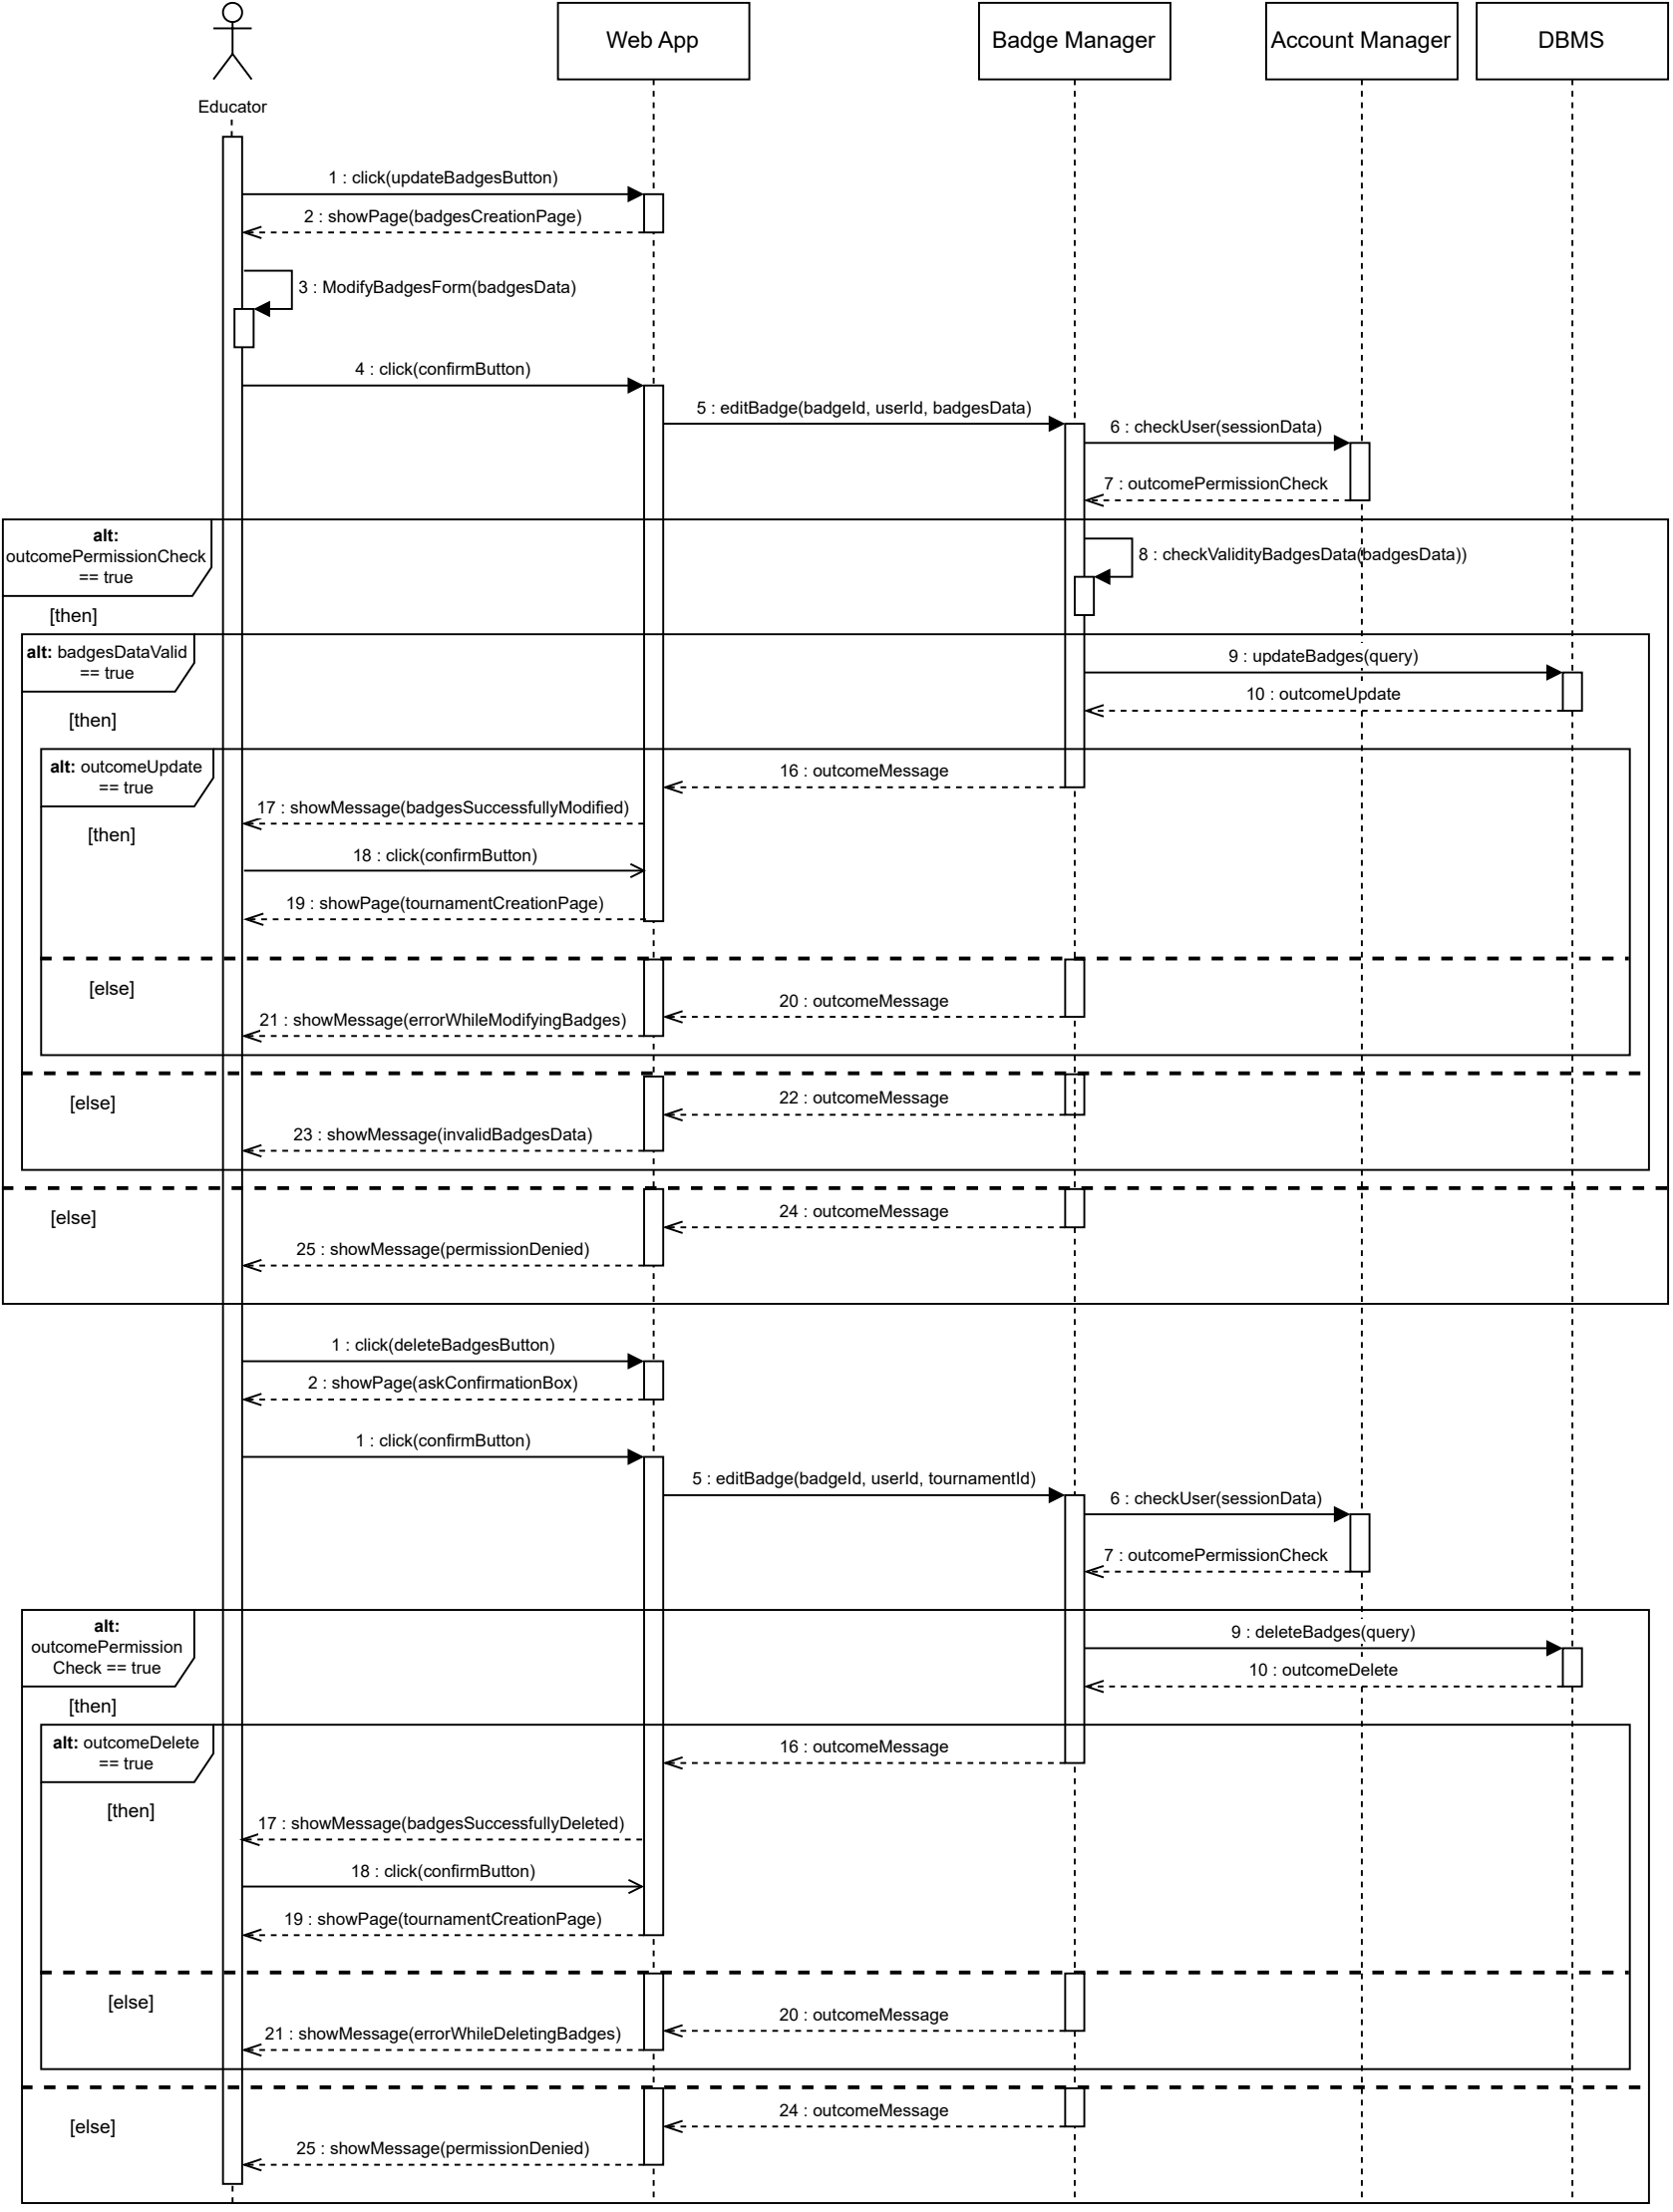 Web App
Badge Manager
Account Manager
DBMS
Educator
1 : click(updateBadgesButton)
2 : showPage(badgesCreationPage)
3 : ModifyBadgesForm(badgesData)
4 : click(confirmButton)
5 : editBadge(badgeId, userId, badgesData)
6 : checkUser(sessionData)
7 : outcomePermissionCheck
alt:
outcomePermissionCheck
== true
8 : checkValidityBadgesData(badgesData))
[then]
alt: badgesDataValid
== true
9 : updateBadges(query)
10 : outcomeUpdate
[then]
alt: outcomeUpdate
== true
16 : outcomeMessage
17 : showMessage(badgesSuccessfullyModified)
[then]
18 : click(confirmButton)
19 : showPage(tournamentCreationPage)
[else]
20 : outcomeMessage
21 : showMessage(errorWhileModifyingBadges)
[else]
22 : outcomeMessage
23 : showMessage(invalidBadgesData)
[else]
24 : outcomeMessage
25 : showMessage(permissionDenied)
1 : click(deleteBadgesButton)
2 : showPage(askConfirmationBox)
1 : click(confirmButton)
5 : editBadge(badgeId, userId, tournamentId)
6 : checkUser(sessionData)
7 : outcomePermissionCheck
alt:
outcomePermission
Check == true
9 : deleteBadges(query)
10 : outcomeDelete
[then]
alt: outcomeDelete
== true
16 : outcomeMessage
[then]
17 : showMessage(badgesSuccessfullyDeleted)
18 : click(confirmButton)
19 : showPage(tournamentCreationPage)
[else]
20 : outcomeMessage
21 : showMessage(errorWhileDeletingBadges)
[else]
24 : outcomeMessage
25 : showMessage(permissionDenied)